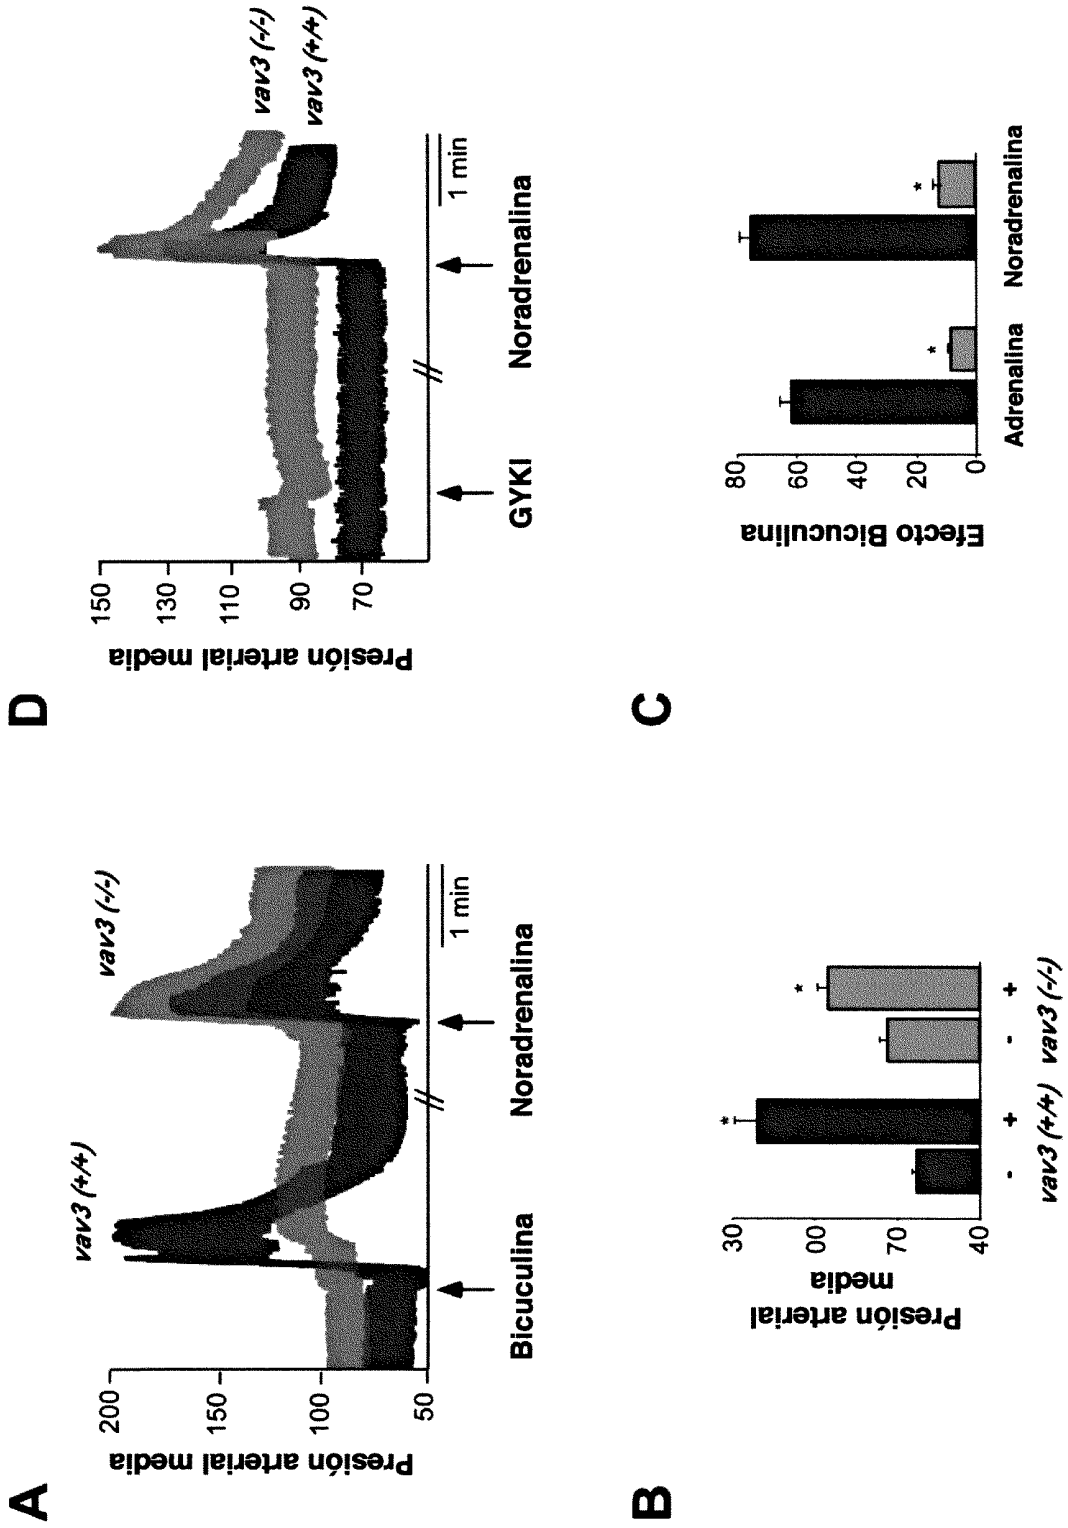 A
Presión arterial media
200
150
100
50
vav3 (+/+)
vav3 (-/-)
Bicuculina
Noradrenalina
1 min
D
Presión arterial media
150
130
110
90
70
vav3 (-/-)
vav3 (+/+)
GYKI
Noradrenalina
1 min
B
Presión arterial
media
30
00
70
40
- + - +
vav3 (+/+) vav3 (-/-)
* *
C
Efecto Bicuculina
80
60
40
20
0
* *
Adrenalina Noradrenalina